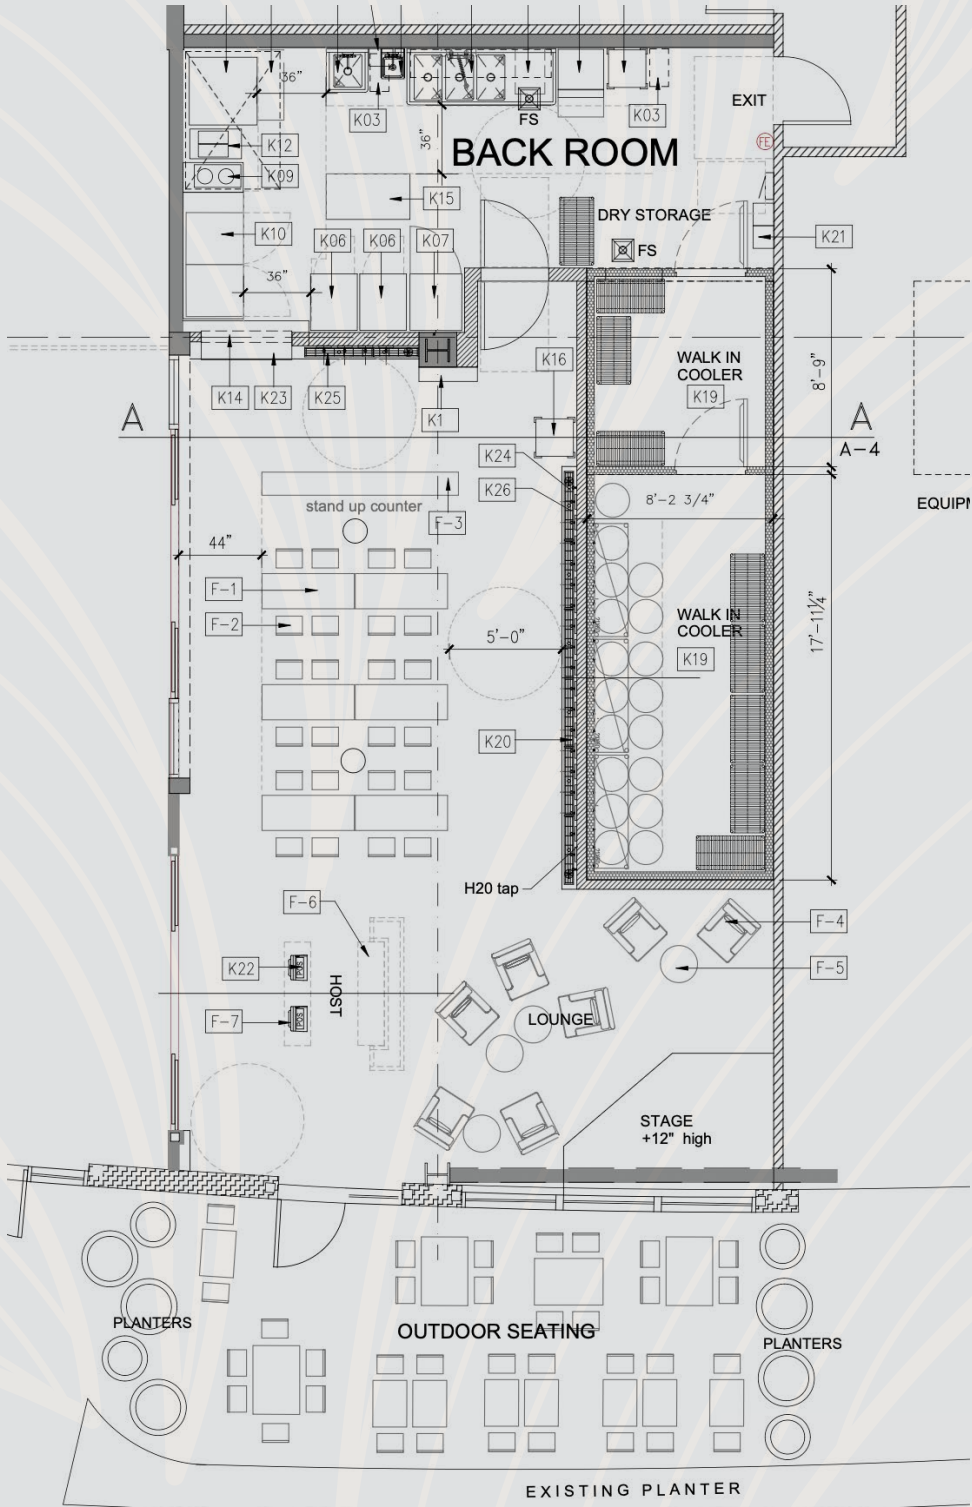 36"
K03
FS
K03
EXIT
FE
K12
36"
BACK ROOM
K09
K15
DRY STORAGE
K10
K06
K06
K07
FS
K21
36"
K14
K23
K25
K1
K16
WALK IN
COOLER
K19
8'-9"
A
A
A-4
K24
K26
8'-2 3/4"
EQUIPM
stand up counter
F-3
44"
F-1
F-2
5'-0"
WALK IN
COOLER
K19
17'-11¼"
K20
H20 tap
F-6
F-4
K22
POS
HOST
F-5
F-7
POS
LOUNGE
STAGE
+12" high
PLANTERS
OUTDOOR SEATING
PLANTERS
EXISTING PLANTER